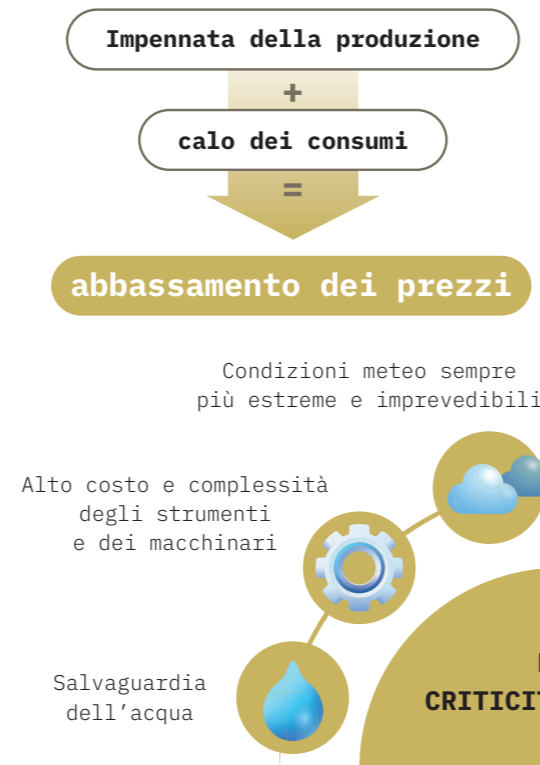 Impennata della produzione
+
calo dei consumi
=
abbassamento dei prezzi
Condizioni meteo sempre
più estreme e imprevedibili
Alto costo e complessità
degli strumenti
e dei macchinari
Salvaguardia
dell'acqua